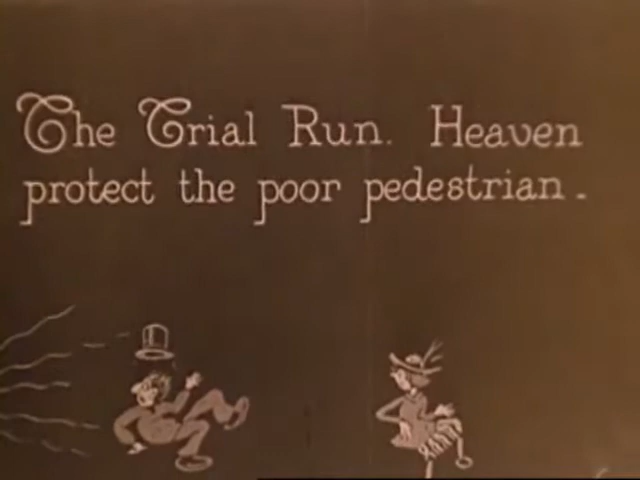 The Trial Run. Heaven
protect the poor pedestrian.